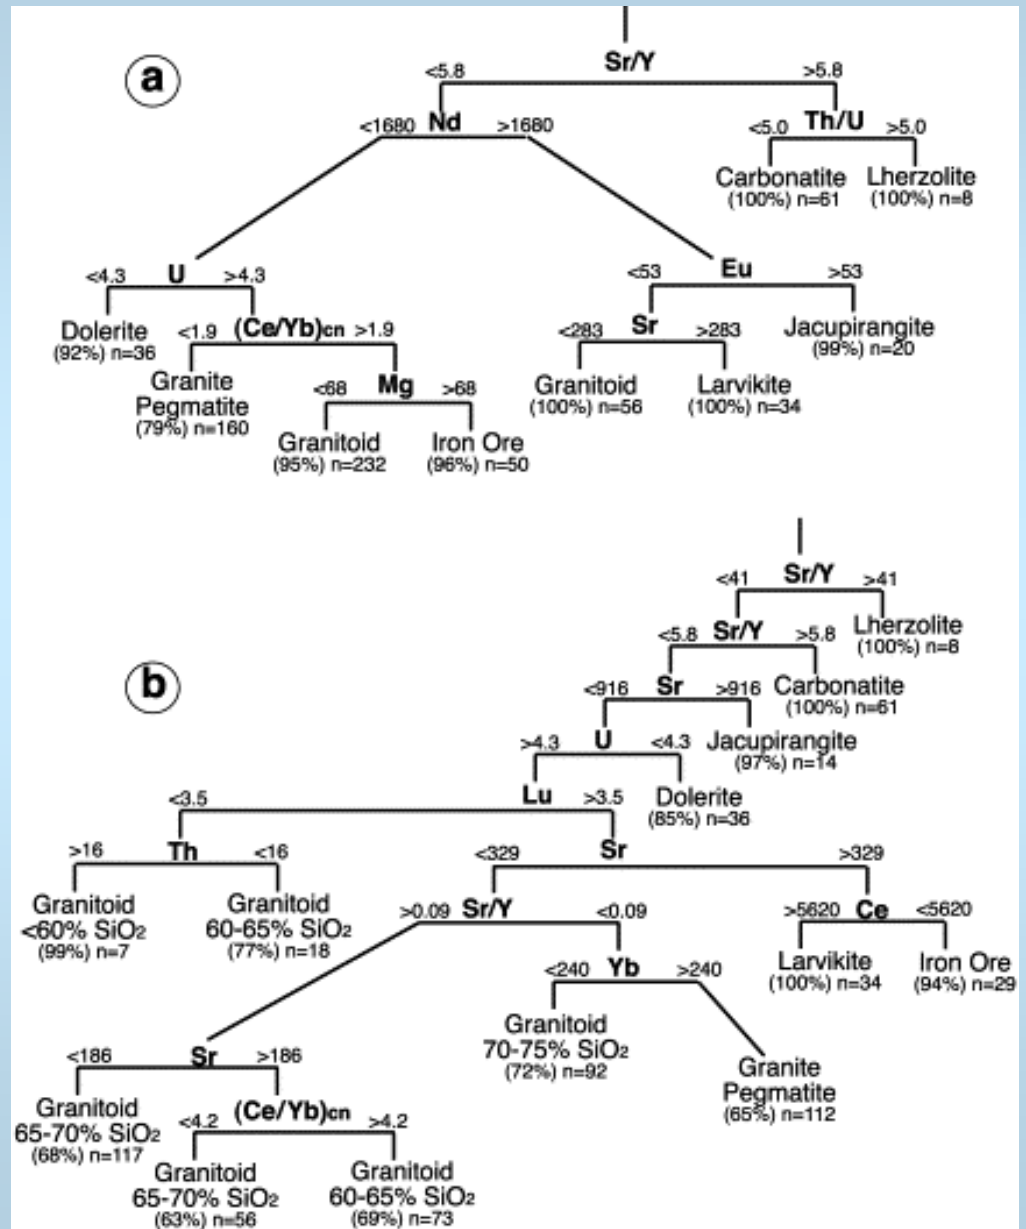 a
Sr/Y
<5.8 >5.8
<1680 Nd >1680
<5.0 Th/U >5.0
Carbonatite Lherzolite
(100%) n=61 (100%) n=8
<4.3 U >4.3
<53 Eu >53
Dolerite
(92%) n=36
<1.9 (Ce/Yb)cn >1.9
<283 Sr >283
Jacupirangite
(99%) n=20
Granite
Pegmatite
(79%) n=160
<68 Mg >68
Granitoid Larvikite
(100%) n=56 (100%) n=34
Granitoid Iron Ore
(95%) n=232 (96%) n=50
b
<41 Sr/Y >41
<5.8 Sr/Y >5.8
Lherzolite
(100%) n=8
<916 Sr >916
Carbonatite
(100%) n=61
>4.3 U <4.3
Jacupirangite
(97%) n=14
<3.5 Lu >3.5
Dolerite
(85%) n=36
>16 Th <16
<329 Sr >329
Granitoid Granitoid
<60% SiO2 60-65% SiO2
(99%) n=7 (77%) n=18
>0.09 Sr/Y <0.09
>5620 Ce <5620
Larvikite Iron Ore
(100%) n=34 (94%) n=29
<240 Yb >240
Granitoid
70-75% SiO2
(72%) n=92
Granite
Pegmatite
(65%) n=112
<186 Sr >186
Granitoid
65-70% SiO2
(68%) n=117
<4.2 (Ce/Yb)cn >4.2
Granitoid Granitoid
65-70% SiO2 60-65% SiO2
(63%) n=56 (69%) n=73